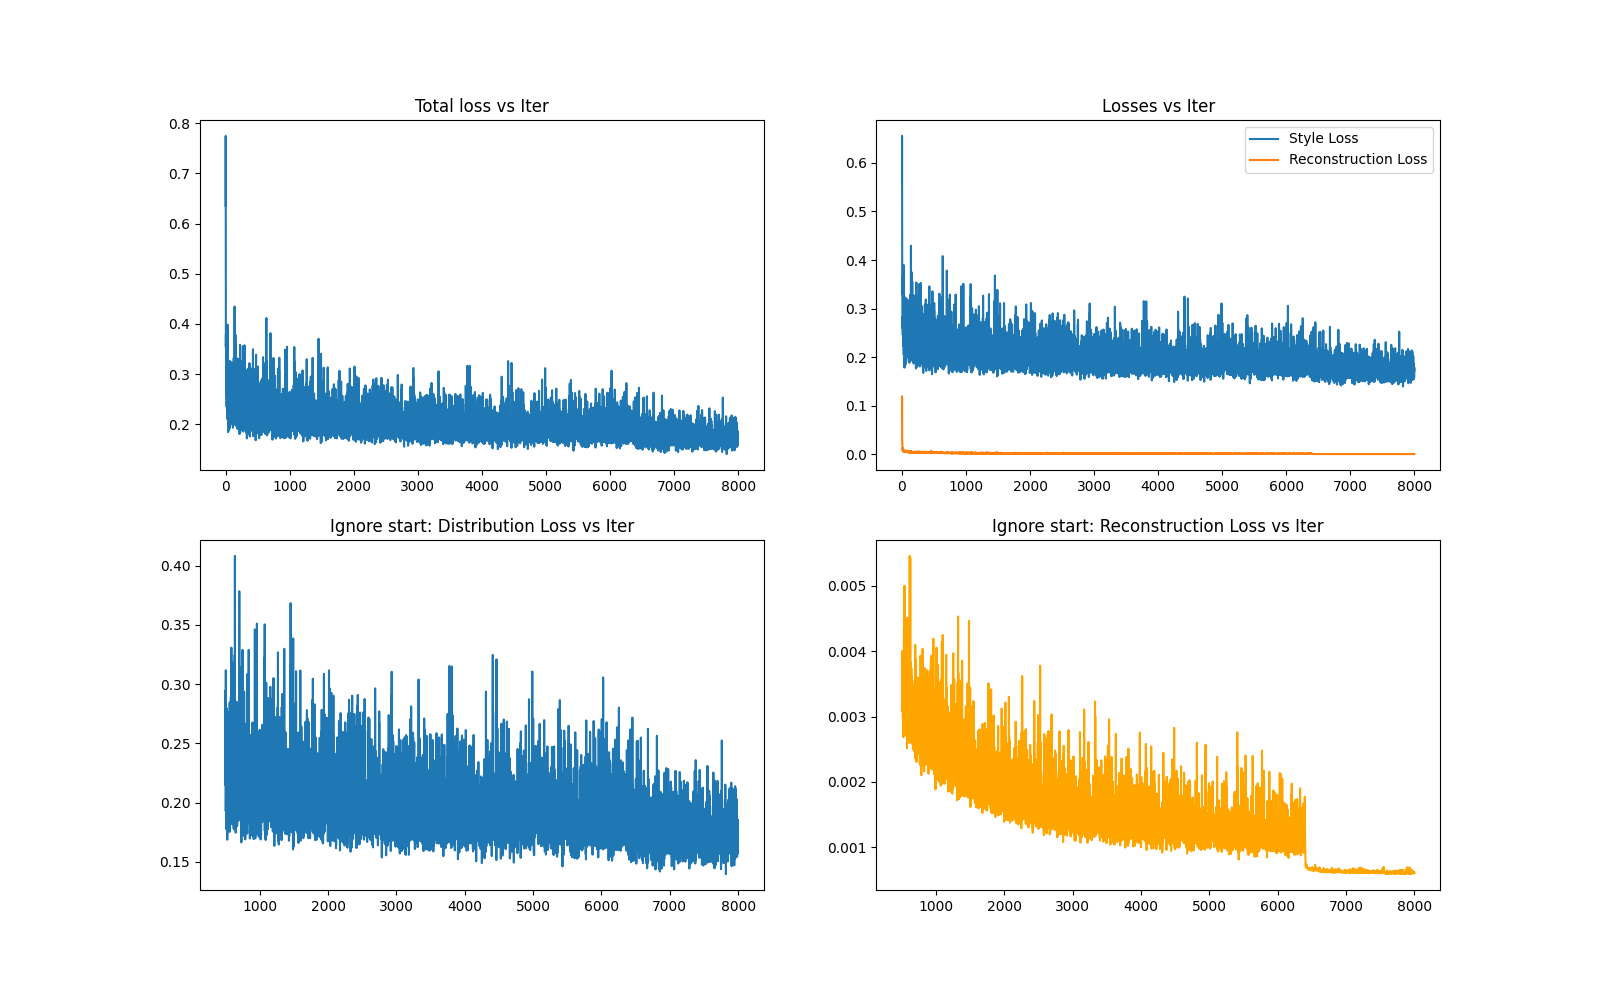 Total loss vs Iter
0.8
0.7
0.6
0.5
0.4
0.3
0.2
0 1000 2000 3000 4000 5000 6000 7000 8000
Losses vs Iter
Style Loss
Reconstruction Loss
0.6
0.5
0.4
0.3
0.2
0.1
0.0
0 1000 2000 3000 4000 5000 6000 7000 8000
Ignore start: Distribution Loss vs Iter
0.40
0.35
0.30
0.25
0.20
0.15
1000 2000 3000 4000 5000 6000 7000 8000
Ignore start: Reconstruction Loss vs Iter
0.005
0.004
0.003
0.002
0.001
1000 2000 3000 4000 5000 6000 7000 8000